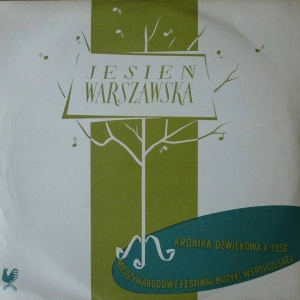 JESIEŃ
WARSZAWSKA
KRONIKA DŹWIĘKOWA X-1956
MIĘDZYNARODOWY FESTIWAL MUZYKI WSPÓŁCZESNEJ